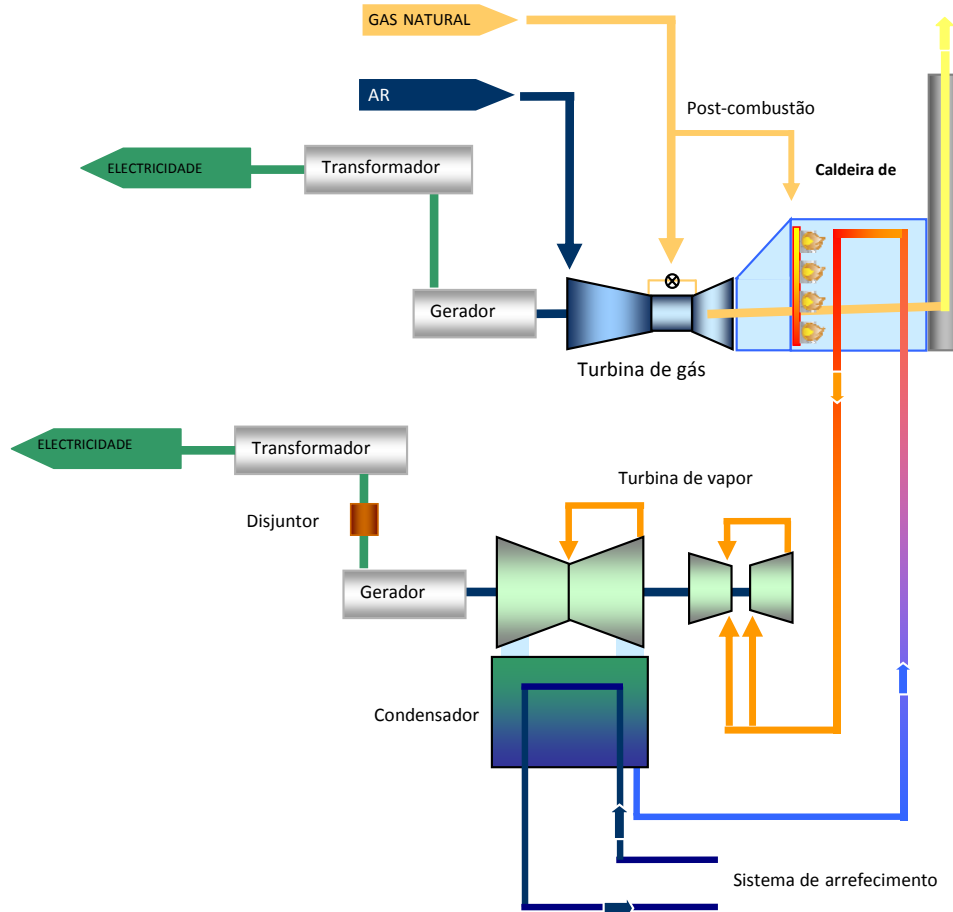 GAS NATURAL
AR
Post-combustão
ELECTRICIDADE
Transformador
Caldeira de
Gerador
Turbina de gás
ELECTRICIDADE
Transformador
Turbina de vapor
Disjuntor
Gerador
Condensador
Sistema de arrefecimento